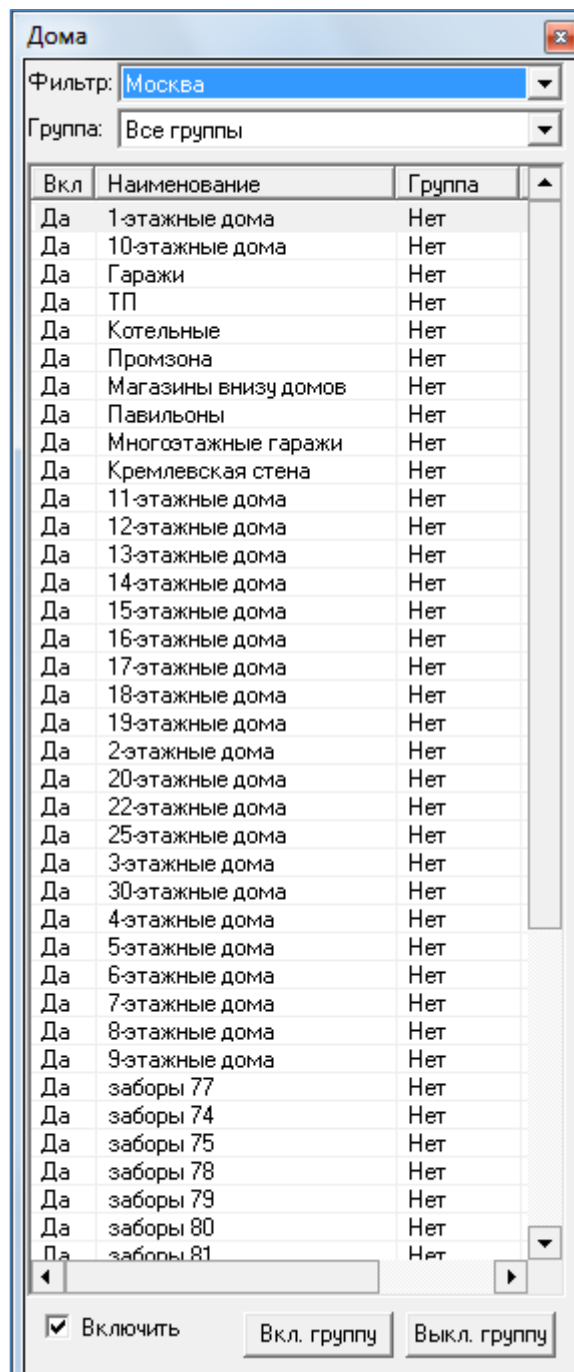 Дома
Фильтр: Москва
Группа: Все группы
Вкл Наименование Группа
Да 1-этажные дома Нет
Да 10-этажные дома Нет
Да Гаражи Нет
Да ТП Нет
Да Котельные Нет
Да Промзона Нет
Да Магазины внизу домов Нет
Да Павильоны Нет
Да Многоэтажные гаражи Нет
Да Кремлевская стена Нет
Да 11-этажные дома Нет
Да 12-этажные дома Нет
Да 13-этажные дома Нет
Да 14-этажные дома Нет
Да 15-этажные дома Нет
Да 16-этажные дома Нет
Да 17-этажные дома Нет
Да 18-этажные дома Нет
Да 19-этажные дома Нет
Да 2-этажные дома Нет
Да 20-этажные дома Нет
Да 22-этажные дома Нет
Да 25-этажные дома Нет
Да 3-этажные дома Нет
Да 30-этажные дома Нет
Да 4-этажные дома Нет
Да 5-этажные дома Нет
Да 6-этажные дома Нет
Да 7-этажные дома Нет
Да 8-этажные дома Нет
Да 9-этажные дома Нет
Да заборы 77 Нет
Да заборы 74 Нет
Да заборы 75 Нет
Да заборы 78 Нет
Да заборы 79 Нет
Да заборы 80 Нет
Да заборы 81 Нет
Включить Вкл. группу Выкл. группу